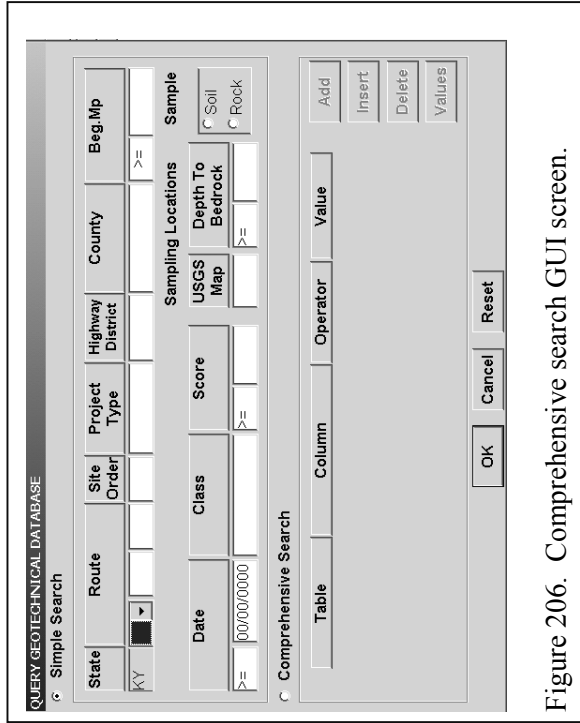 QUERY GEOTECHNICAL DATABASE
Simple Search
State Route Site Order Project Type Highway District County Beg.Mp
KY >=
Sampling Locations Sample
Date Class Score USGS Map Depth To Bedrock Soil
>= 00/00/0000 >= >= Rock
Comprehensive Search
Table Column Operator Value Add
Insert
Delete
Values
OK Cancel Reset
Figure 206. Comprehensive search GUI screen.